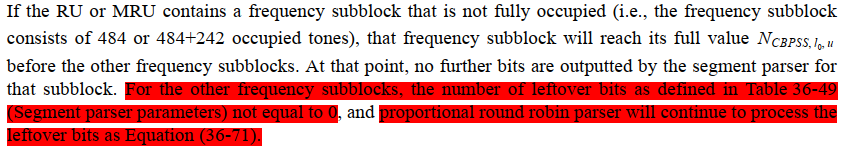 If the RU or MRU contains a frequency subblock that is not fully occupied (i.e., the frequency subblock
consists of 484 or 484+242 occupied tones), that frequency subblock will reach its full value N_{CBPSS, l_0, u}
before the other frequency subblocks. At that point, no further bits are outputted by the segment parser for
that subblock. For the other frequency subblocks, the number of leftover bits as defined in Table 36-49
(Segment parser parameters) not equal to 0, and proportional round robin parser will continue to process the
leftover bits as Equation (36-71).